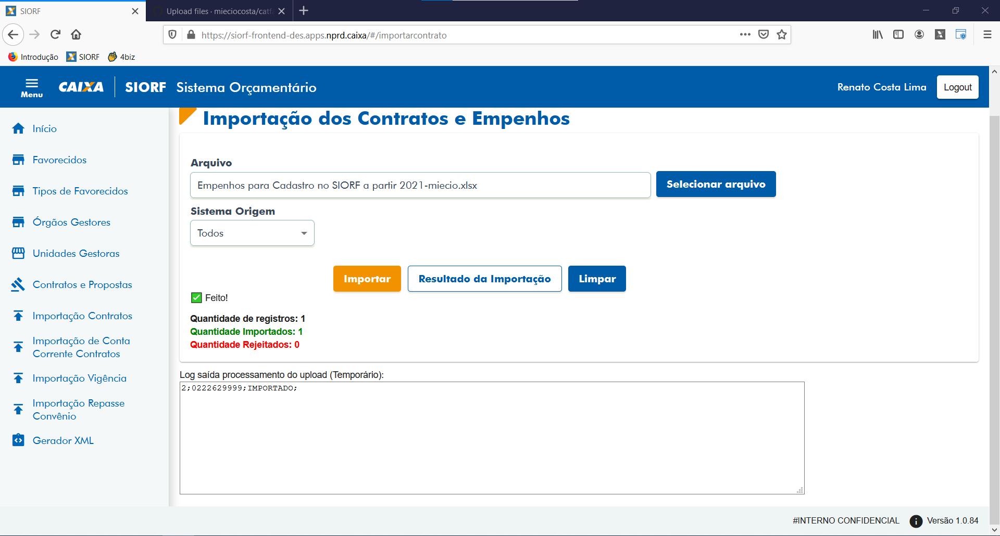 SIORF
Upload files · mieciocosta/catfa
https://siorf-frontend-des.apps.nprd.caixa/#/importarcontrato
Introdução SIORF 4biz
Menu CAIXA SIORF Sistema Orçamentário Renato Costa Lima Logout
Importação dos Contratos e Empenhos
Início
Favorecidos
Tipos de Favorecidos
Órgãos Gestores
Unidades Gestoras
Contratos e Propostas
Importação Contratos
Importação de Conta
Corrente Contratos
Importação Vigência
Importação Repasse
Convênio
Gerador XML
Arquivo
Empenhos para Cadastro no SIORF a partir 2021-miecio.xlsx
Selecionar arquivo
Sistema Origem
Todos
Importar Resultado da Importação Limpar
Feito!
Quantidade de registros: 1
Quantidade Importados: 1
Quantidade Rejeitados: 0
Log saída processamento do upload (Temporário):
2;0222629999;IMPORTADO;
#INTERNO CONFIDENCIAL Versão 1.0.84